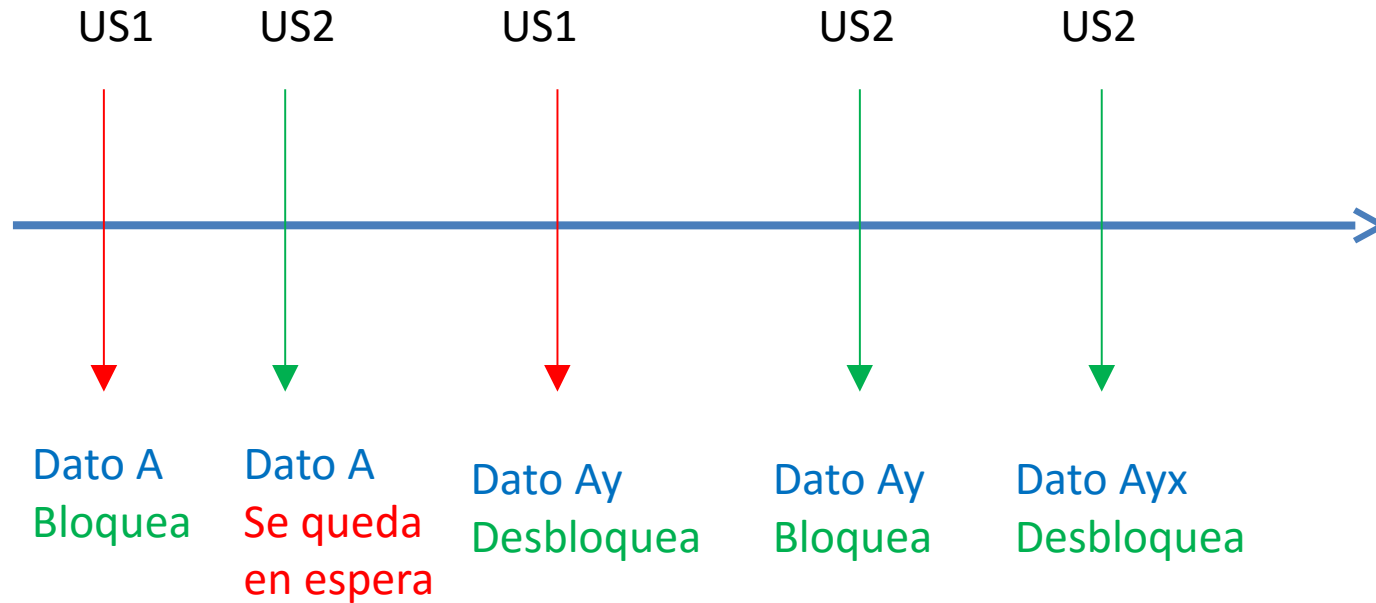 US1 US2 US1 US2 US2
Dato A
Bloquea
Dato A
Se queda
en espera
Dato Ay
Desbloquea
Dato Ay
Bloquea
Dato Ayx
Desbloquea